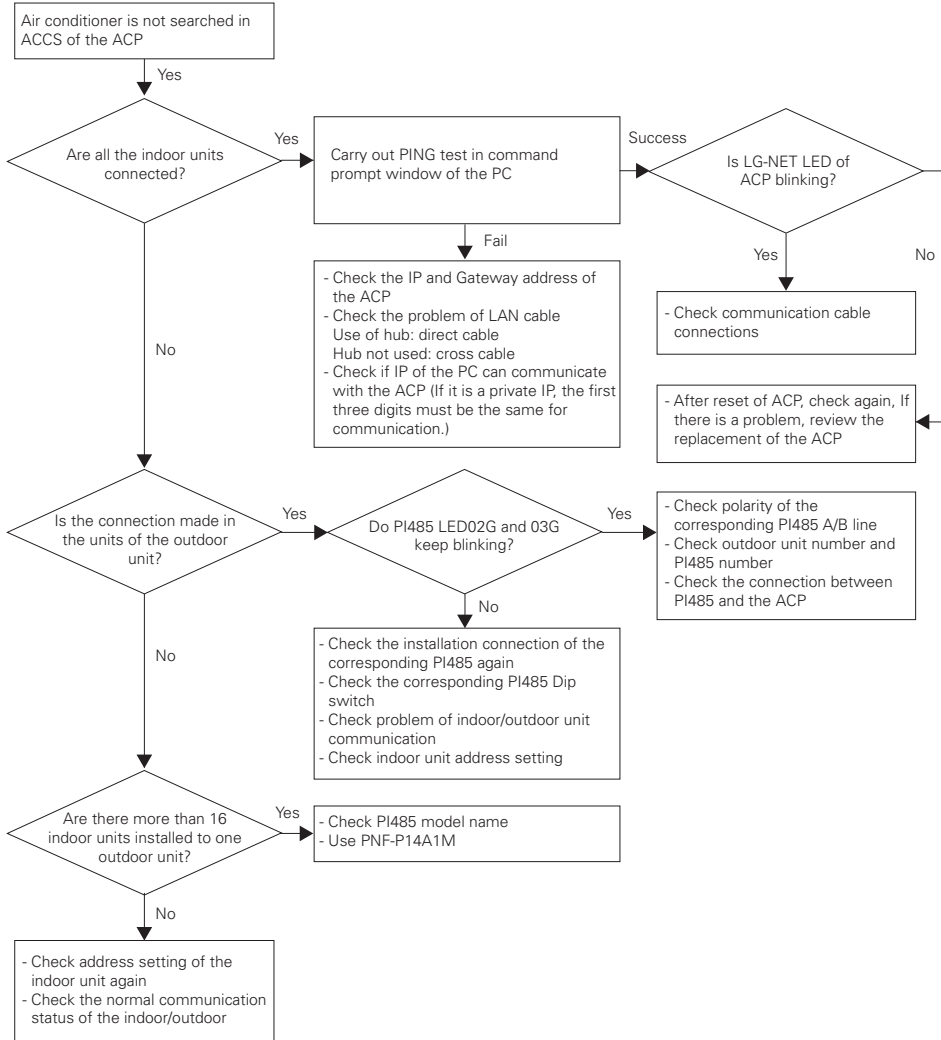 Air conditioner is not searched in
ACCS of the ACP
Yes
Are all the indoor units
connected?
Yes
Carry out PING test in command
prompt window of the PC
Success
Is LG-NET LED of
ACP blinking?
Fail
Yes
No
- Check the IP and Gateway address of
the ACP
- Check the problem of LAN cable
Use of hub: direct cable
Hub not used: cross cable
- Check if IP of the PC can communicate
with the ACP (If it is a private IP, the first
three digits must be the same for
communication.)
- Check communication cable
connections
- After reset of ACP, check again, If
there is a problem, review the
replacement of the ACP
No
Is the connection made in
the units of the outdoor
unit?
Yes
Do PI485 LED02G and 03G
keep blinking?
Yes
- Check polarity of the
corresponding PI485 A/B line
- Check outdoor unit number and
PI485 number
- Check the connection between
PI485 and the ACP
No
- Check the installation connection of the
corresponding PI485 again
- Check the corresponding PI485 Dip
switch
- Check problem of indoor/outdoor unit
communication
- Check indoor unit address setting
No
Are there more than 16
indoor units installed to one
outdoor unit?
Yes
- Check PI485 model name
- Use PNF-P14A1M
No
- Check address setting of the
indoor unit again
- Check the normal communication
status of the indoor/outdoor